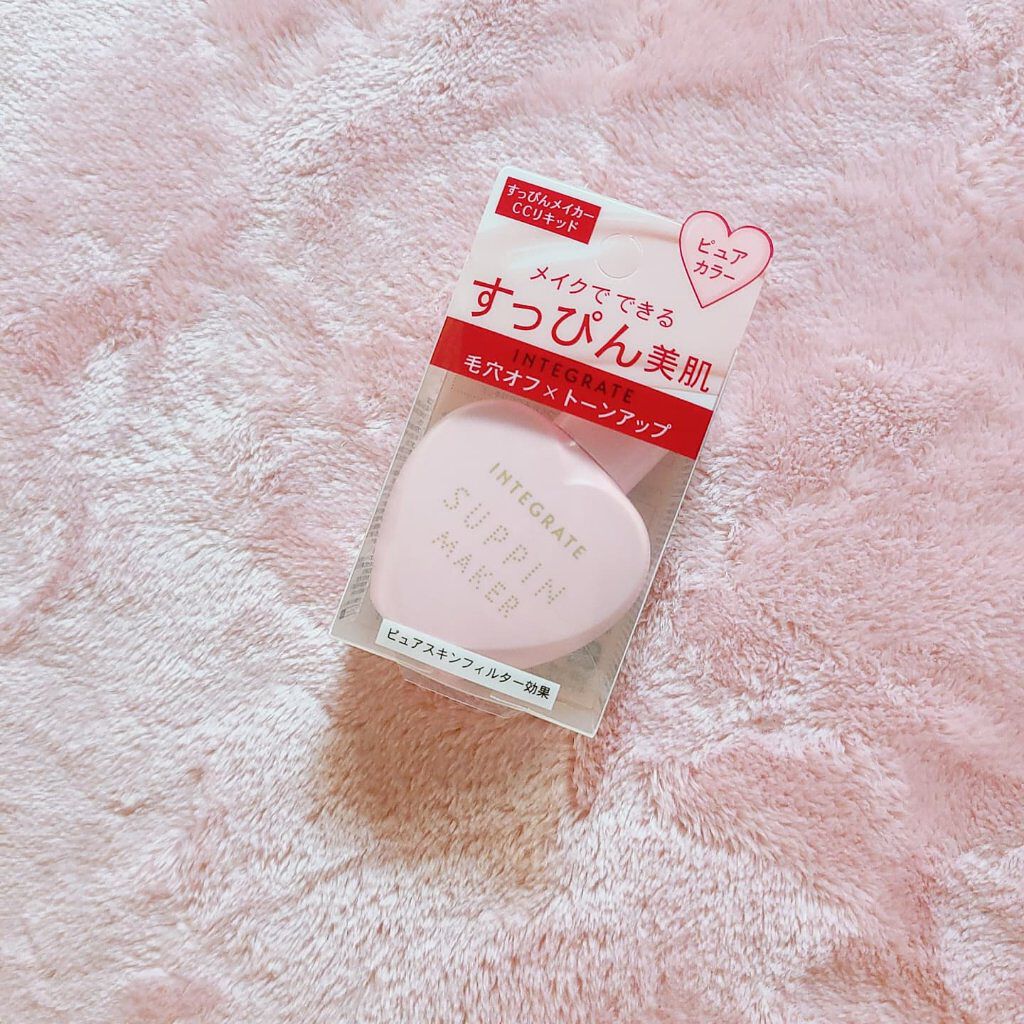 すっぴんメイカー
CCリキッド
ピュア
カラー
メイクでできる
すっぴん美肌
INTEGRATE
毛穴オフ×トーンアップ
INTEGRATE
SUPPIN
MAKER
ピュアスキンフィルター効果